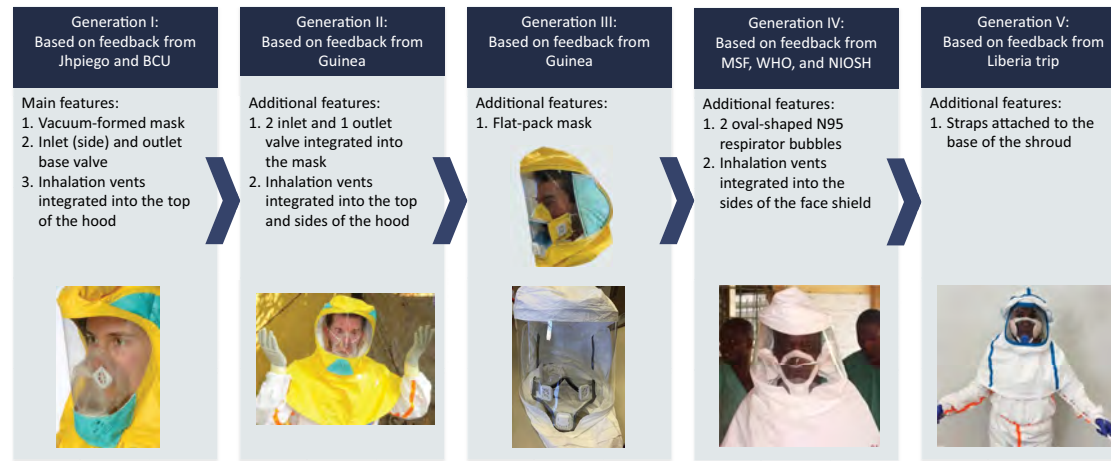 Generation I:
Based on feedback from
Jhpiego and BCU
Main features:
1. Vacuum-formed mask
2. Inlet (side) and outlet
base valve
3. Inhalation vents
integrated into the top
of the hood
Generation II:
Based on feedback from
Guinea
Additional features:
1. 2 inlet and 1 outlet
valve integrated into
the mask
2. Inhalation vents
integrated into the top
and sides of the hood
Generation III:
Based on feedback from
Guinea
Additional features:
1. Flat-pack mask
Generation IV:
Based on feedback from
MSF, WHO, and NIOSH
Additional features:
1. 2 oval-shaped N95
respirator bubbles
2. Inhalation vents
integrated into the
sides of the face shield
Generation V:
Based on feedback from
Liberia trip
Additional features:
1. Straps attached to the
base of the shroud